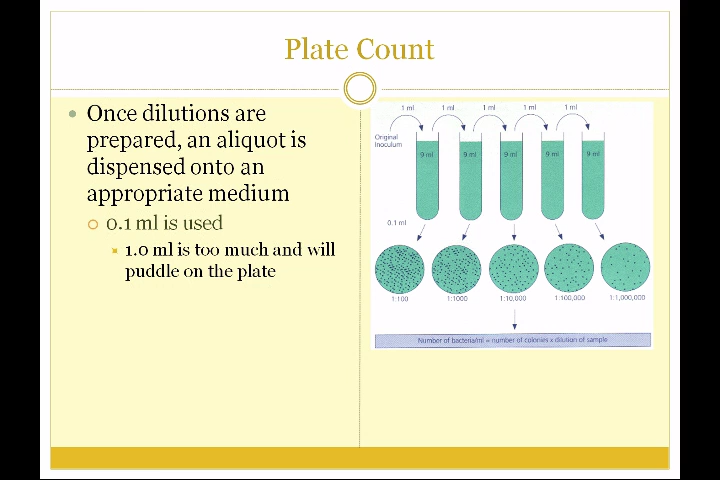 Plate Count
Once dilutions are
prepared, an aliquot is
dispensed onto an
appropriate medium
0.1 ml is used
1.0 ml is too much and will
puddle on the plate
1 ml 1 ml 1 ml 1 ml 1 ml
Original
Inoculum
9 ml 9 ml 9 ml 9 ml 9 ml
0.1 ml
1:100 1:1000 1:10,000 1:100,000 1:1,000,000
Number of bacteria/ml = number of colonies x dilution of sample